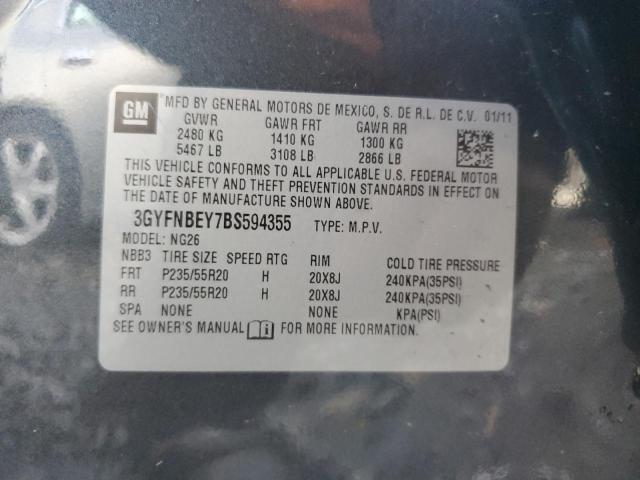 GM
MFD BY GENERAL MOTORS DE MEXICO, S. DE R.L. DE C.V. 01/11
GVWR GAWR FRT GAWR RR
2480 KG 1410 KG 1300 KG
5467 LB 3108 LB 2866 LB
THIS VEHICLE CONFORMS TO ALL APPLICABLE U.S. FEDERAL MOTOR
VEHICLE SAFETY AND THEFT PREVENTION STANDARDS IN EFFECT ON
THE DATE OF MANUFACTURE SHOWN ABOVE.
3GYFNBEY7BS594355 TYPE: M.P.V.
MODEL: NG26
NBB3 TIRE SIZE SPEED RTG RIM COLD TIRE PRESSURE
FRT P235/55R20 H 20X8J 240KPA(35PSI)
RR P235/55R20 H 20X8J 240KPA(35PSI)
SPA NONE NONE KPA(PSI)
SEE OWNER'S MANUAL FOR MORE INFORMATION.